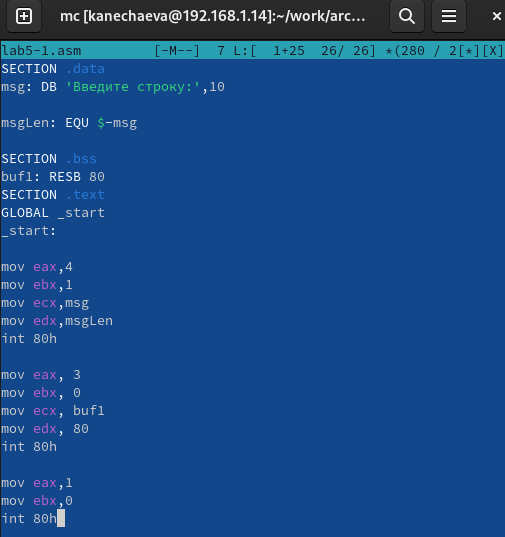 mc [kanechaeva@192.168.1.14]:~/work/arc...
lab5-1.asm [-M--] 7 L:[ 1+25 26/ 26] *(280 / 2[*][X]
SECTION .data
msg: DB 'Введите строку:',10
msgLen: EQU $-msg
SECTION .bss
buf1: RESB 80
SECTION .text
GLOBAL _start
_start:
mov eax,4
mov ebx,1
mov ecx,msg
mov edx,msgLen
int 80h
mov eax, 3
mov ebx, 0
mov ecx, buf1
mov edx, 80
int 80h
mov eax,1
mov ebx,0
int 80h